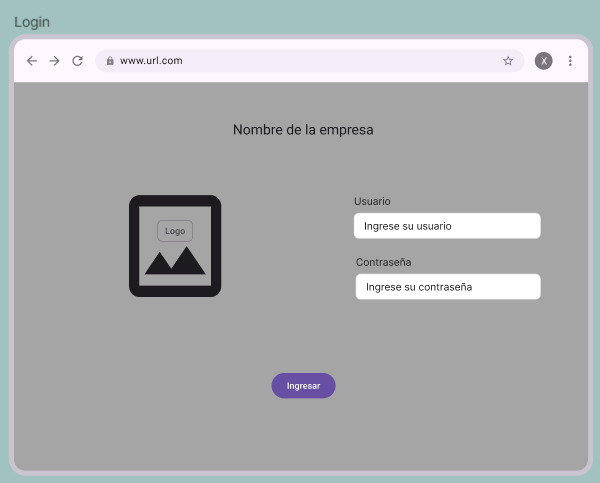 Login
www.url.com
X
Nombre de la empresa
Logo
Usuario
Ingrese su usuario
Contraseña
Ingrese su contraseña
Ingresar